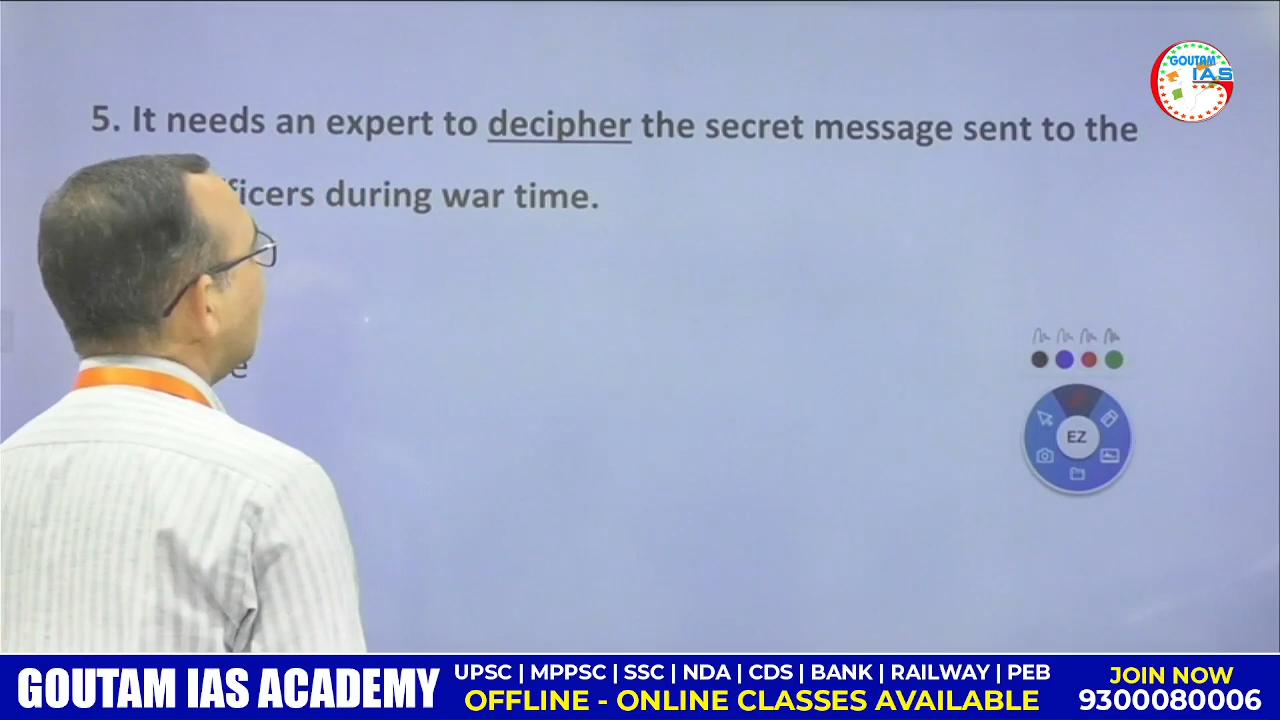 GOUTAM
IAS
5. It needs an expert to decipher the secret message sent to the
during war time.
EZ
GOUTAM IAS ACADEMY
UPSC | MPPSC | SSC | NDA | CDS | BANK | RAILWAY | PEB
OFFLINE - ONLINE CLASSES AVAILABLE
JOIN NOW
9300080006